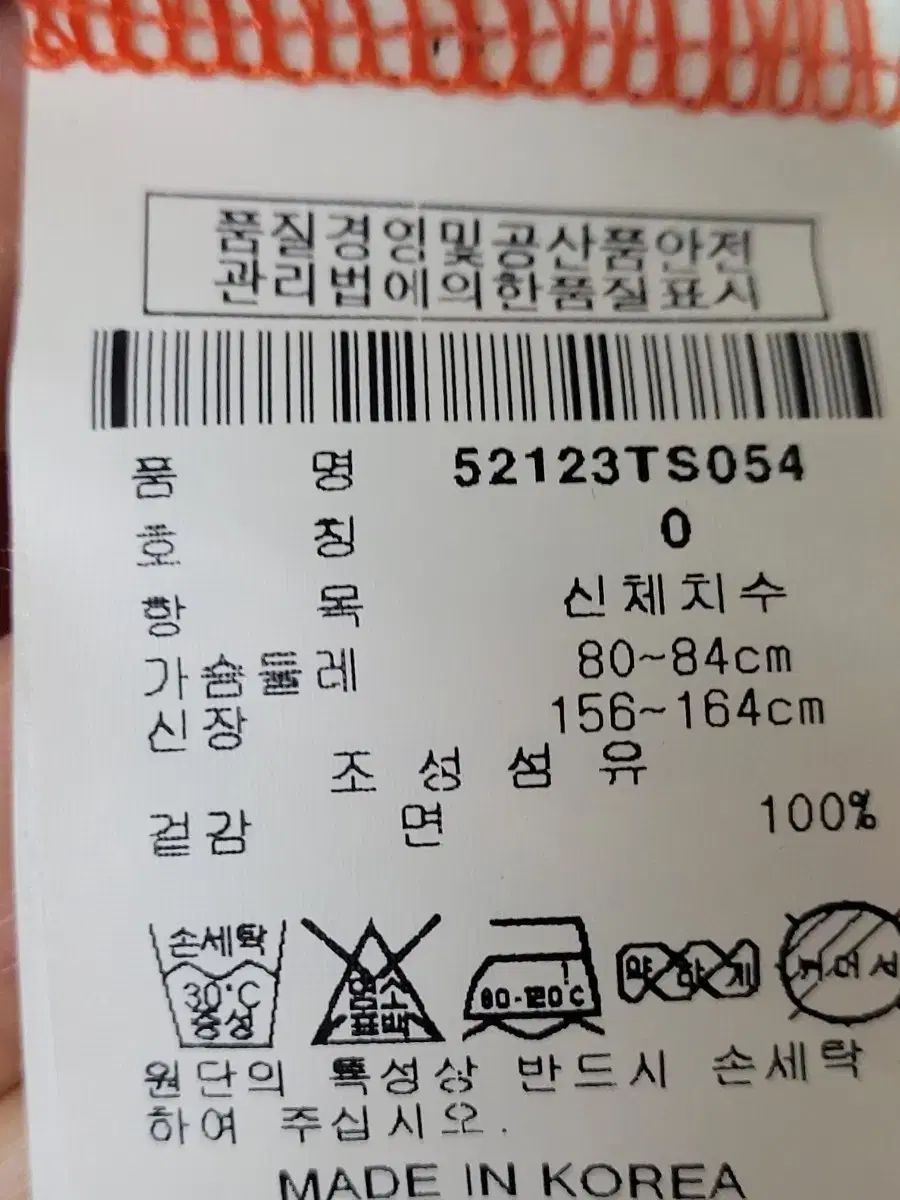 품질경영및공산품안전
관리법에의한품질표시
품 명 52123TS054
호 칭 0
항 목 신체치수
가슴둘레 80~84cm
신장 156~164cm
조 성 섬 유
겉감 면 100%
손세탁
30°C
중성
염소
표백
80-120°C
약하게
원단의 특성상 반드시 손세탁
하여 주십시오.
MADE IN KOREA